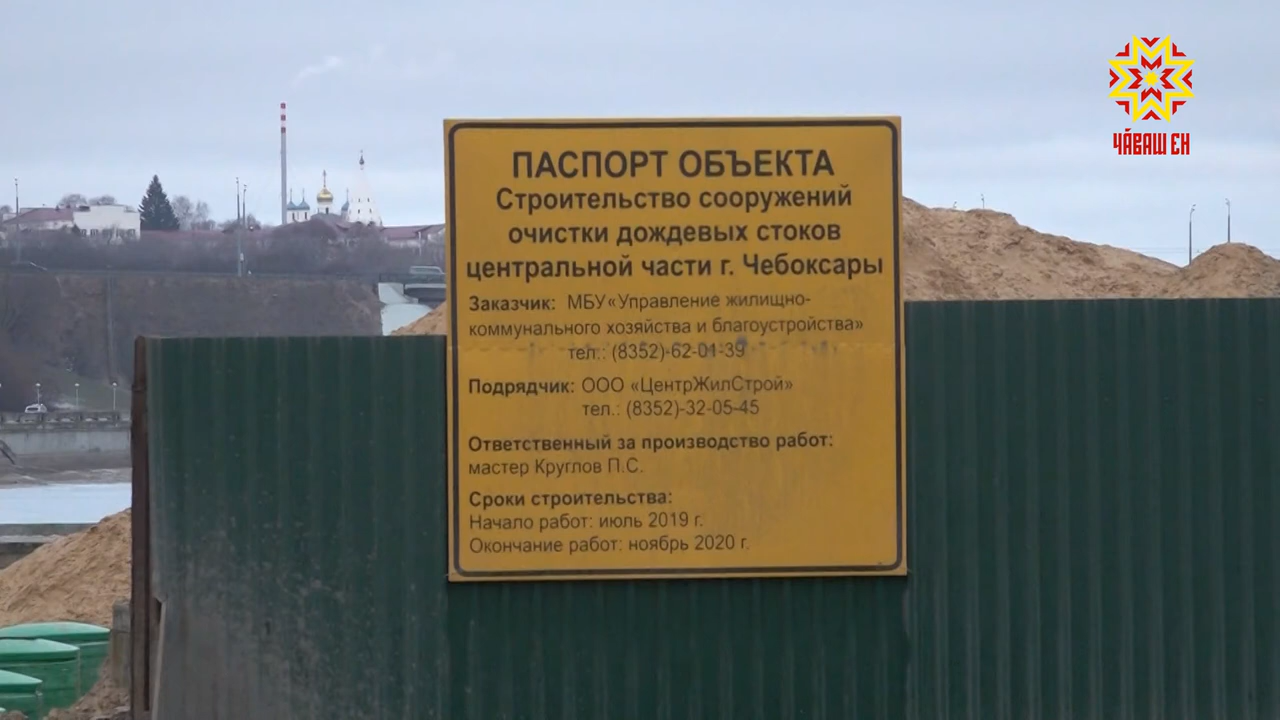 ЧӐВАШ ЕН
ПАСПОРТ ОБЪЕКТА
Строительство сооружений
очистки дождевых стоков
центральной части г. Чебоксары
Заказчик: МБУ «Управление жилищно-
коммунального хозяйства и благоустройства»
тел.: (8352)-62-01-39
Подрядчик: ООО «ЦентрЖилСтрой»
тел.: (8352)-32-05-45
Ответственный за производство работ:
мастер Круглов П.С.
Сроки строительства:
Начало работ: июль 2019 г.
Окончание работ: ноябрь 2020 г.